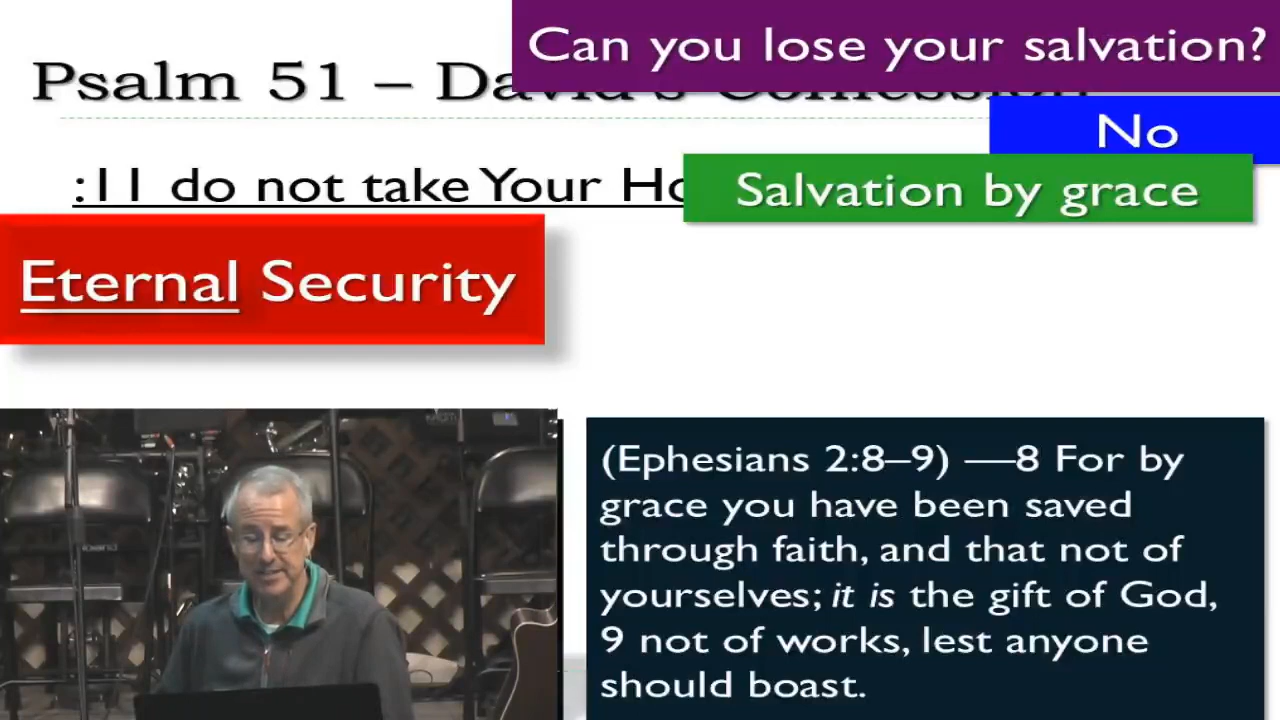 Can you lose your salvation?
Psalm 51 – David's Confession
No
:11 do not take Your Ho
Salvation by grace
Eternal Security
(Ephesians 2:8–9) —8 For by
grace you have been saved
through faith, and that not of
yourselves; it is the gift of God,
9 not of works, lest anyone
should boast.